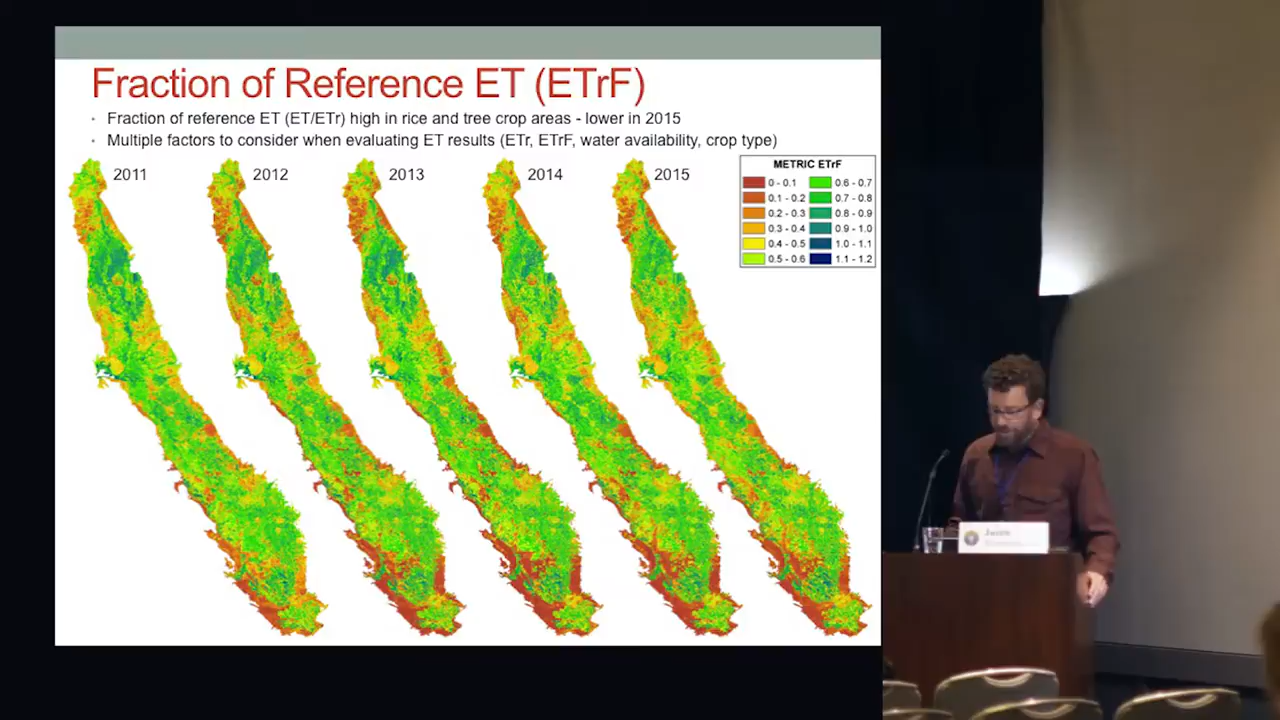 Fraction of Reference ET (ETrF)
• Fraction of reference ET (ET/ETr) high in rice and tree crop areas - lower in 2015
• Multiple factors to consider when evaluating ET results (ETr, ETrF, water availability, crop type)
2011 2012 2013 2014 2015
METRIC ETrF
0 - 0.1 0.6 - 0.7
0.1 - 0.2 0.7 - 0.8
0.2 - 0.3 0.8 - 0.9
0.3 - 0.4 0.9 - 1.0
0.4 - 0.5 1.0 - 1.1
0.5 - 0.6 1.1 - 1.2